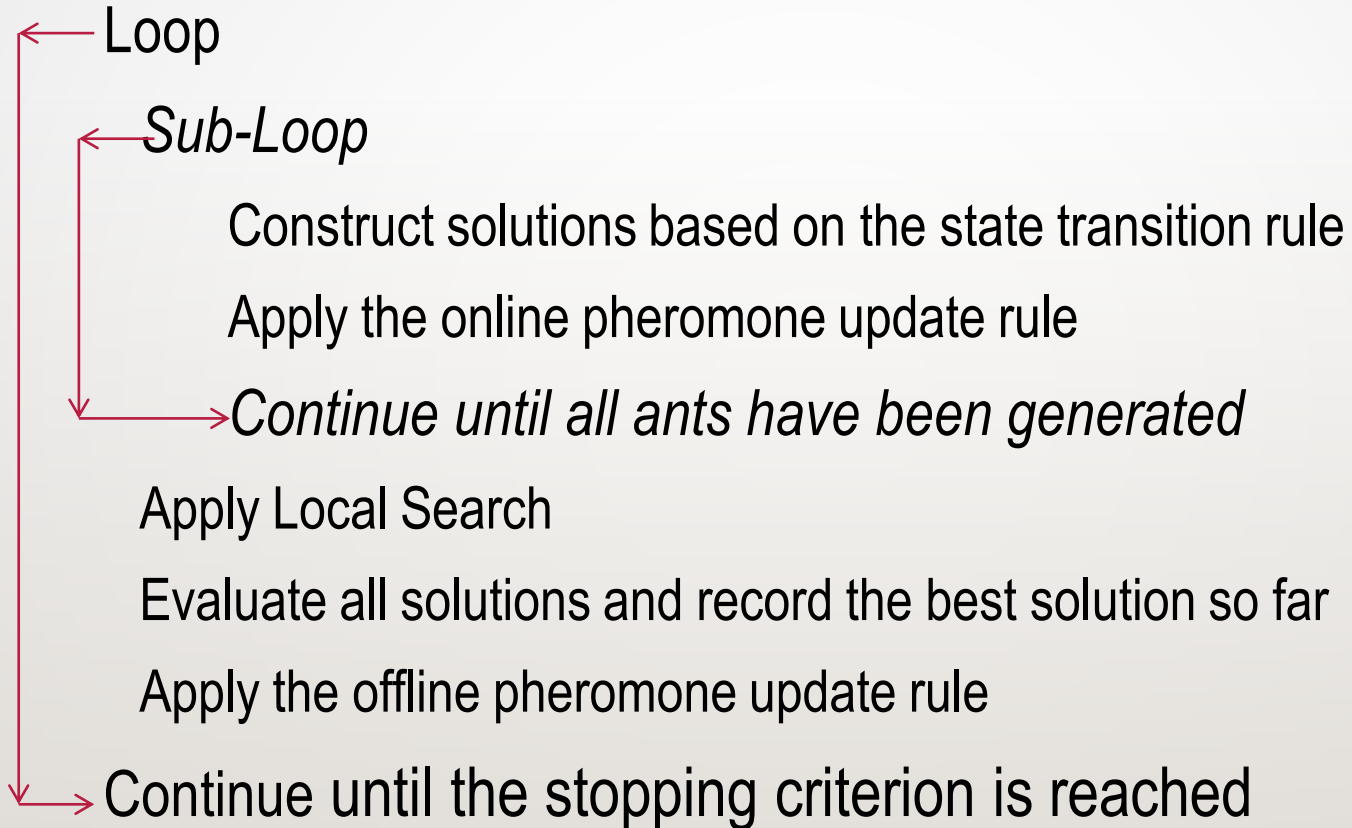 Loop
Sub-Loop
Construct solutions based on the state transition rule
Apply the online pheromone update rule
Continue until all ants have been generated
Apply Local Search
Evaluate all solutions and record the best solution so far
Apply the offline pheromone update rule
Continue until the stopping criterion is reached